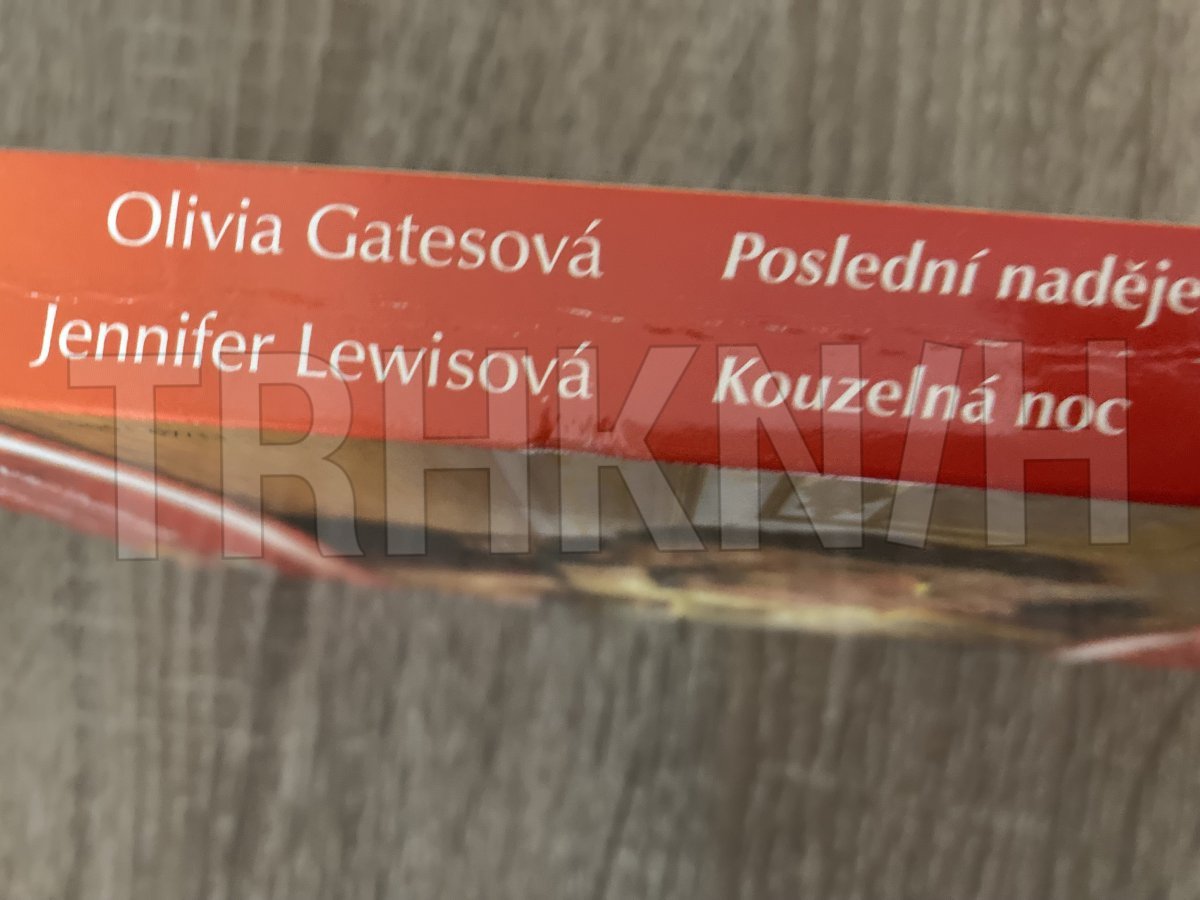 Olivia Gatesová Poslední naděje
Jennifer Lewisová Kouzelná noc
TRHKNIH